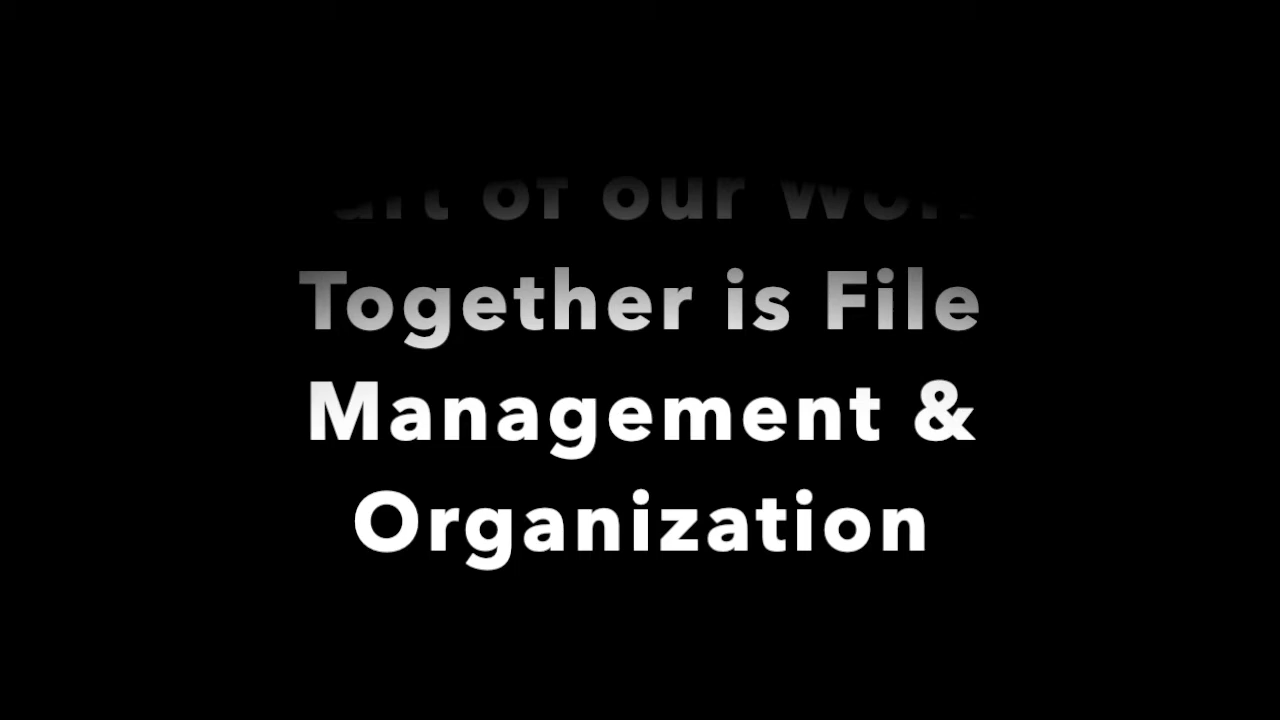 of our
Together is File
Management &
Organization